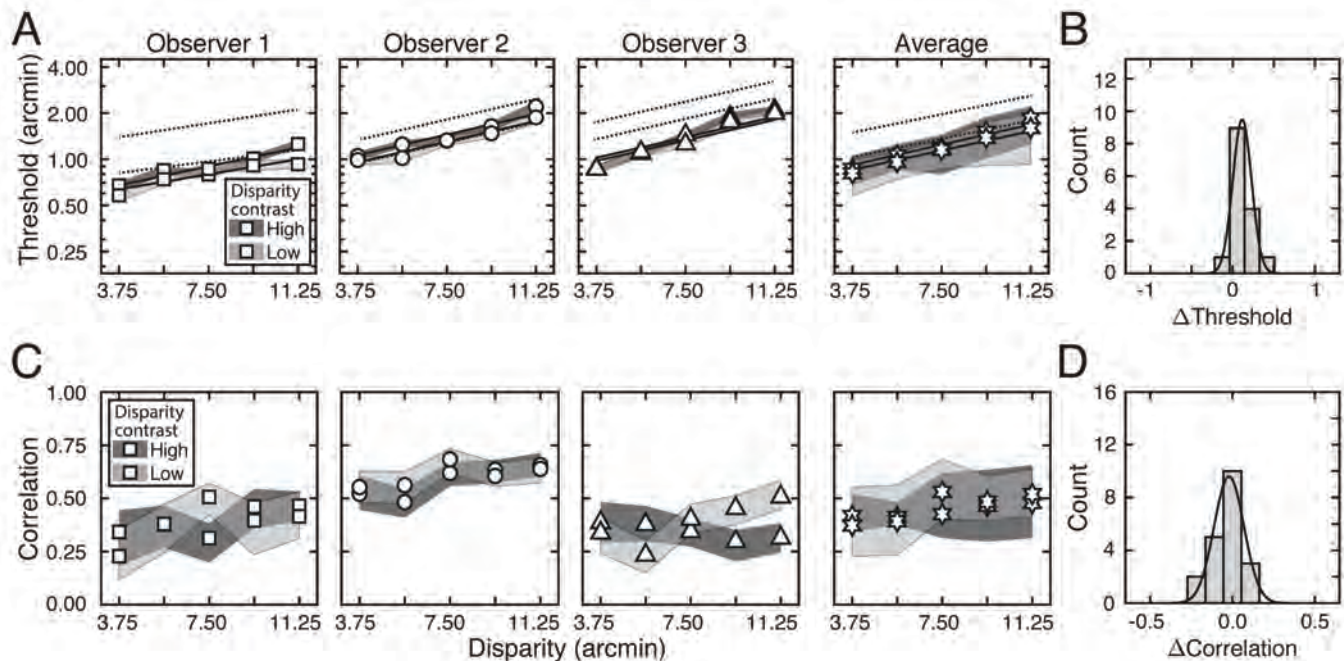 A
Observer 1
Observer 2
Observer 3
Average
B
Threshold (arcmin)
4.00
2.00
1.00
0.50
0.25
Disparity
contrast
High
Low
3.75 7.50 11.25
3.75 7.50 11.25
3.75 7.50 11.25
3.75 7.50 11.25
Count
12
10
8
6
4
2
0
-1 0 1
ΔThreshold
C
Correlation
1.00
0.75
0.50
0.25
0.00
Disparity
contrast
High
Low
3.75 7.50 11.25
3.75 7.50 11.25
3.75 7.50 11.25
3.75 7.50 11.25
Disparity (arcmin)
D
Count
16
12
8
4
0
-0.5 0.0 0.5
ΔCorrelation